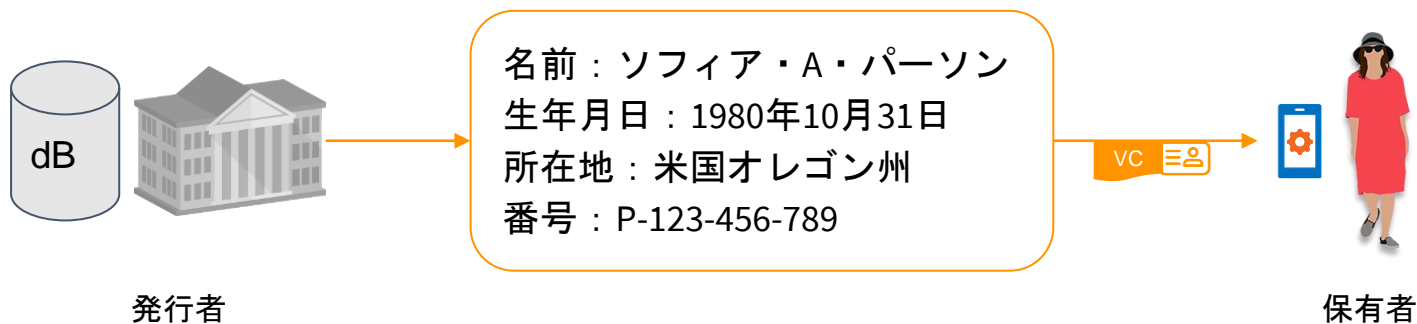 dB
発行者
名前：ソフィア・A・パーソン
生年月日：1980年10月31日
所在地：米国オレゴン州
番号：P-123-456-789
VC
保有者